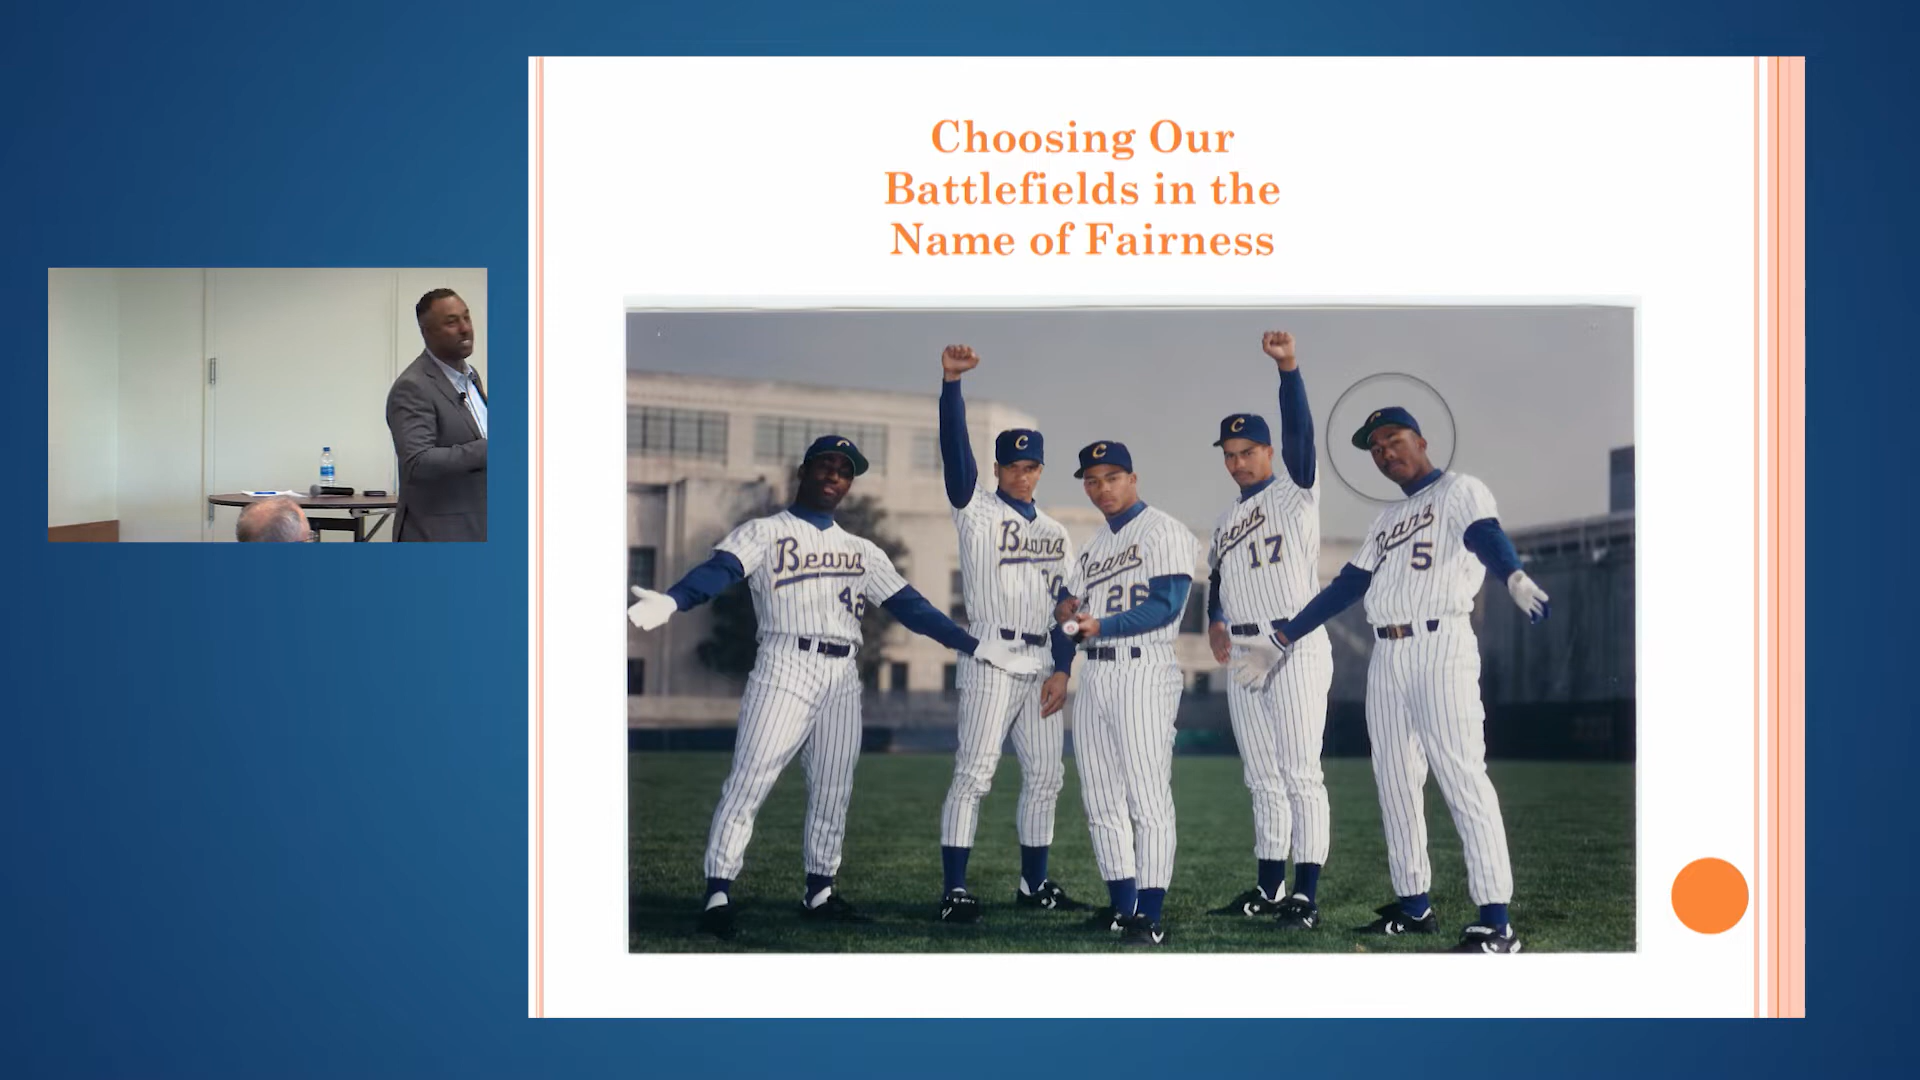 Choosing Our
Battlefields in the
Name of Fairness
C
C
C
C
C
Bears
42
Bears
Bears
26
Bears
17
Bears
5